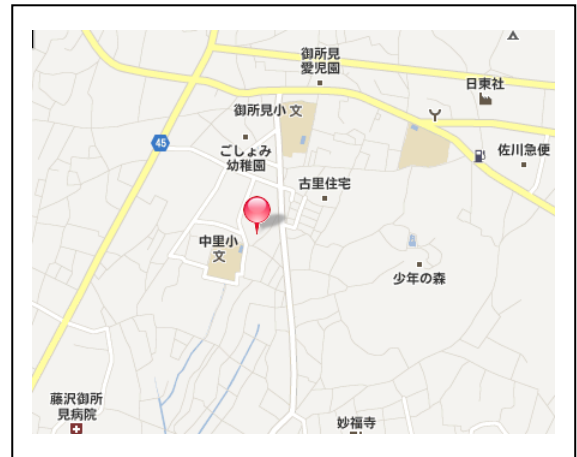 御所見
愛児園
日東社
御所見小 文
45
ごしょみ
幼稚園
佐川急便
古里住宅
中里小
文
少年の森
藤沢御所
見病院
妙福寺